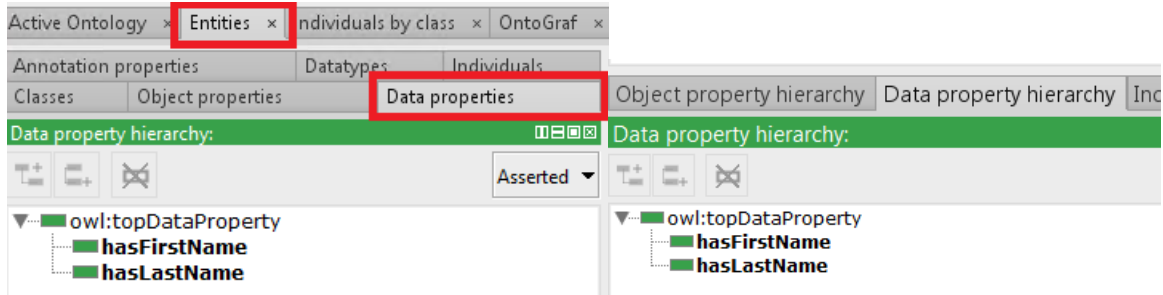 Active Ontology × Entities × Individuals by class × OntoGraf ×
Annotation properties Datatypes Individuals
Classes Object properties Data properties
Data property hierarchy:
Asserted
owl:topDataProperty
hasFirstName
hasLastName
Object property hierarchy Data property hierarchy Inc
Data property hierarchy:
owl:topDataProperty
hasFirstName
hasLastName